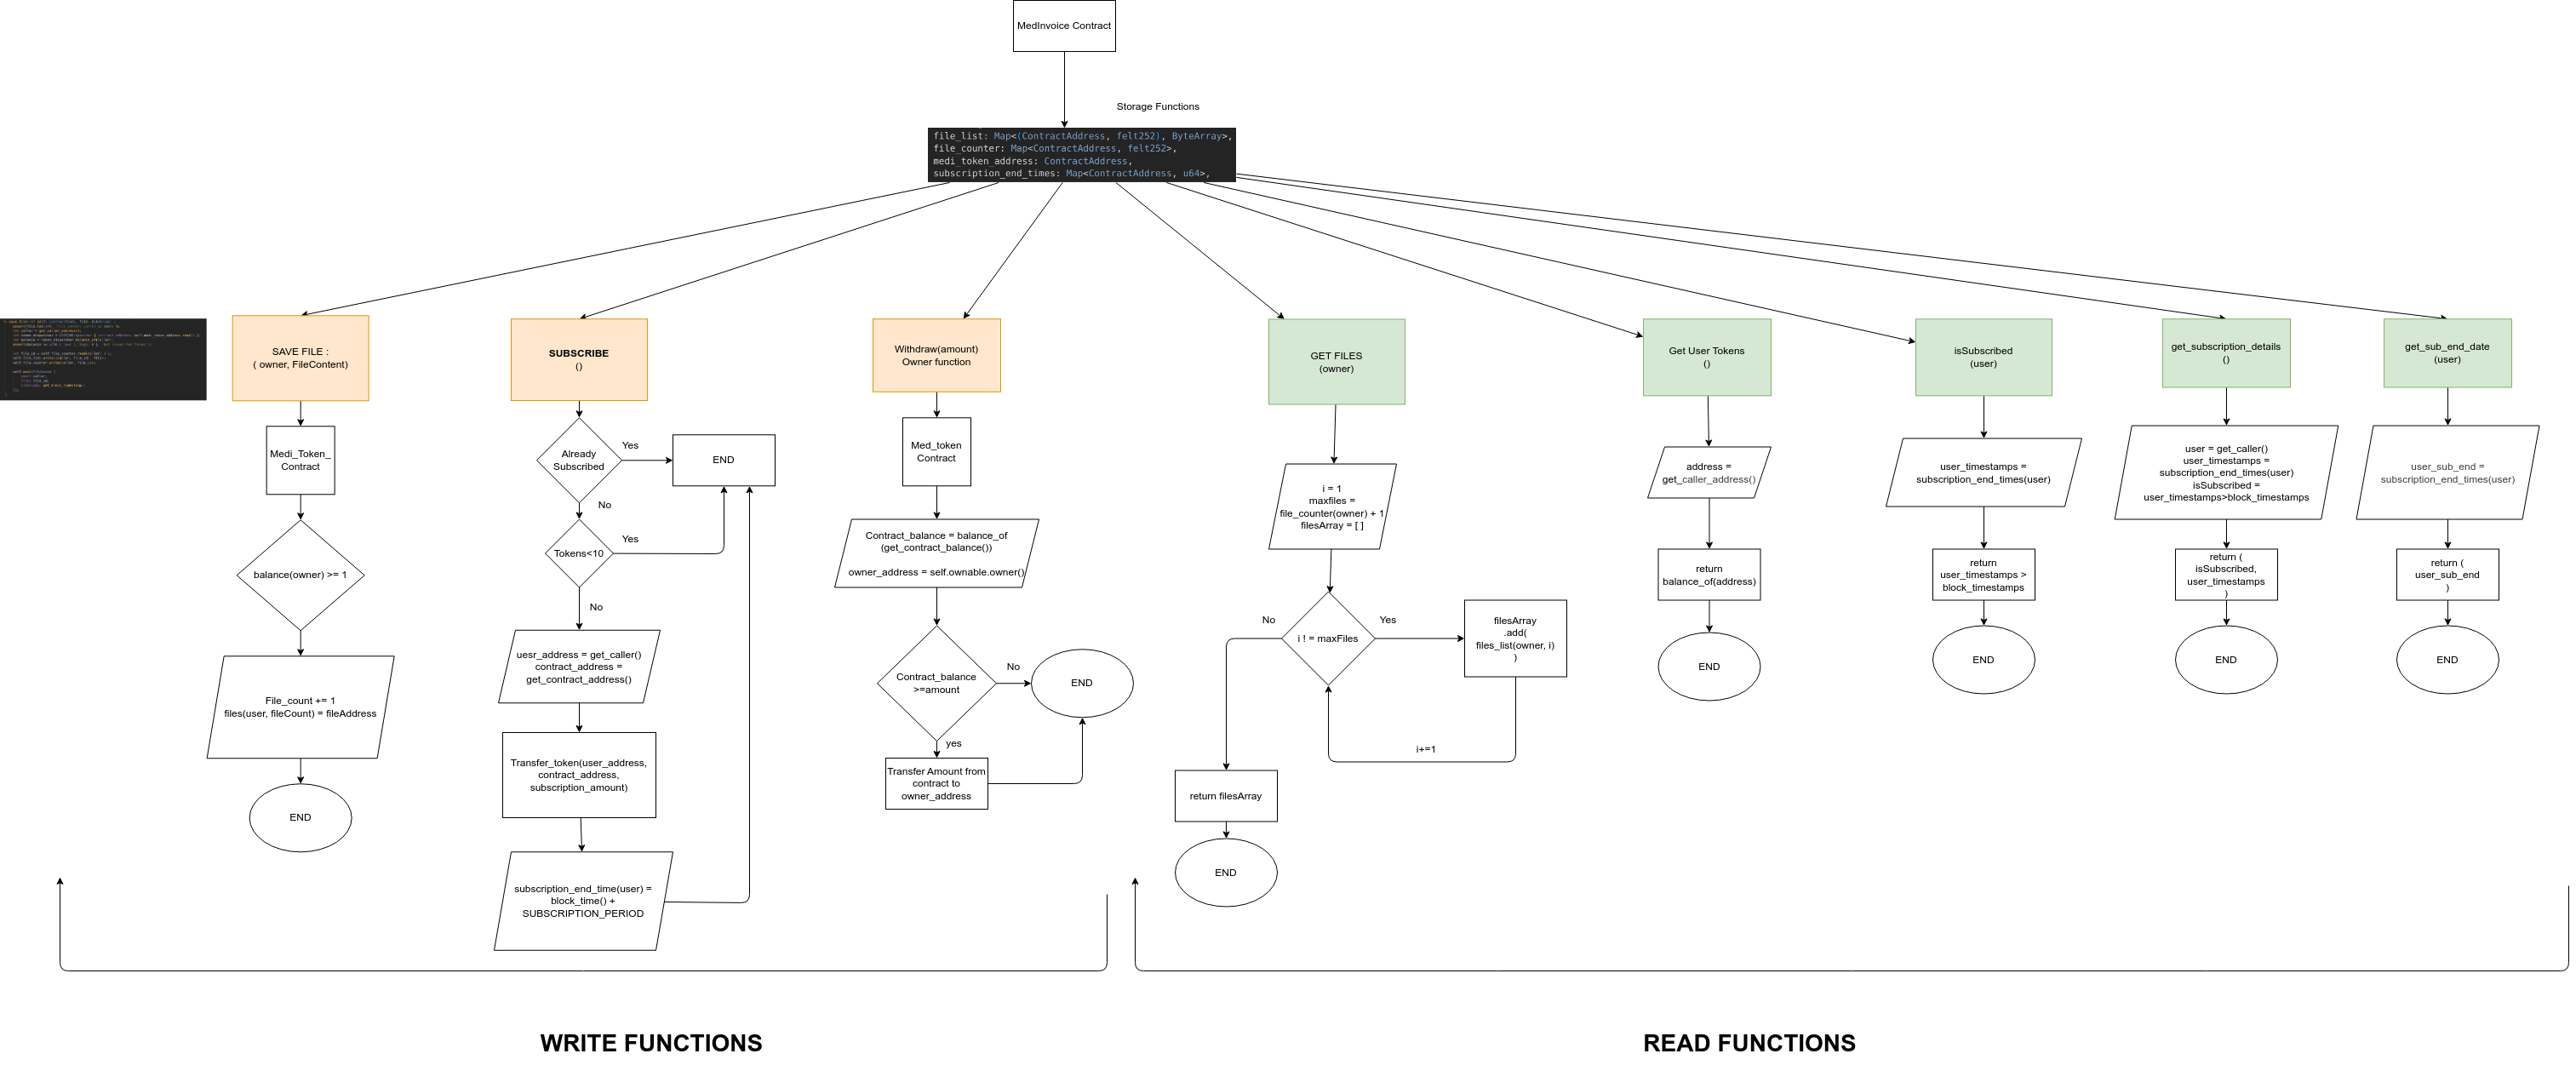 MedInvoice Contract
Storage Functions
file_list: Map<(ContractAddress, felt252), ByteArray>,
file_counter: Map<ContractAddress, felt252>,
medi_token_address: ContractAddress,
subscription_end_times: Map<ContractAddress, u64>,
SAVE FILE :
( owner, FileContent)
Medi_Token_
Contract
balance(owner) >= 1
File_count += 1
files(user, fileCount) = fileAddress
END
SUBSCRIBE
()
Already
Subscribed
Yes
END
No
Tokens<10
Yes
No
uesr_address = get_caller()
contract_address =
get_contract_address()
Transfer_token(user_address,
contract_address,
subscription_amount)
subscription_end_time(user) =
block_time() +
SUBSCRIPTION_PERIOD
Withdraw(amount)
Owner function
Med_token
Contract
Contract_balance = balance_of
(get_contract_balance())
owner_address = self.ownable.owner()
Contract_balance
>=amount
No
END
yes
Transfer Amount from
contract to
owner_address
GET FILES
(owner)
i = 1
maxfiles =
file_counter(owner) + 1
filesArray = [ ]
No
i ! = maxFiles
Yes
filesArray
.add(
files_list(owner, i)
)
i+=1
return filesArray
END
Get User Tokens
()
address =
get_caller_address()
return
balance_of(address)
END
isSubscribed
(user)
user_timestamps =
subscription_end_times(user)
return
user_timestamps >
block_timestamps
END
get_subscription_details
()
user = get_caller()
user_timestamps =
subscription_end_times(user)
isSubscribed =
user_timestamps>block_timestamps
return (
isSubscribed,
user_timestamps
)
END
get_sub_end_date
(user)
user_sub_end =
subscription_end_times(user)
return (
user_sub_end
)
END
WRITE FUNCTIONS
READ FUNCTIONS